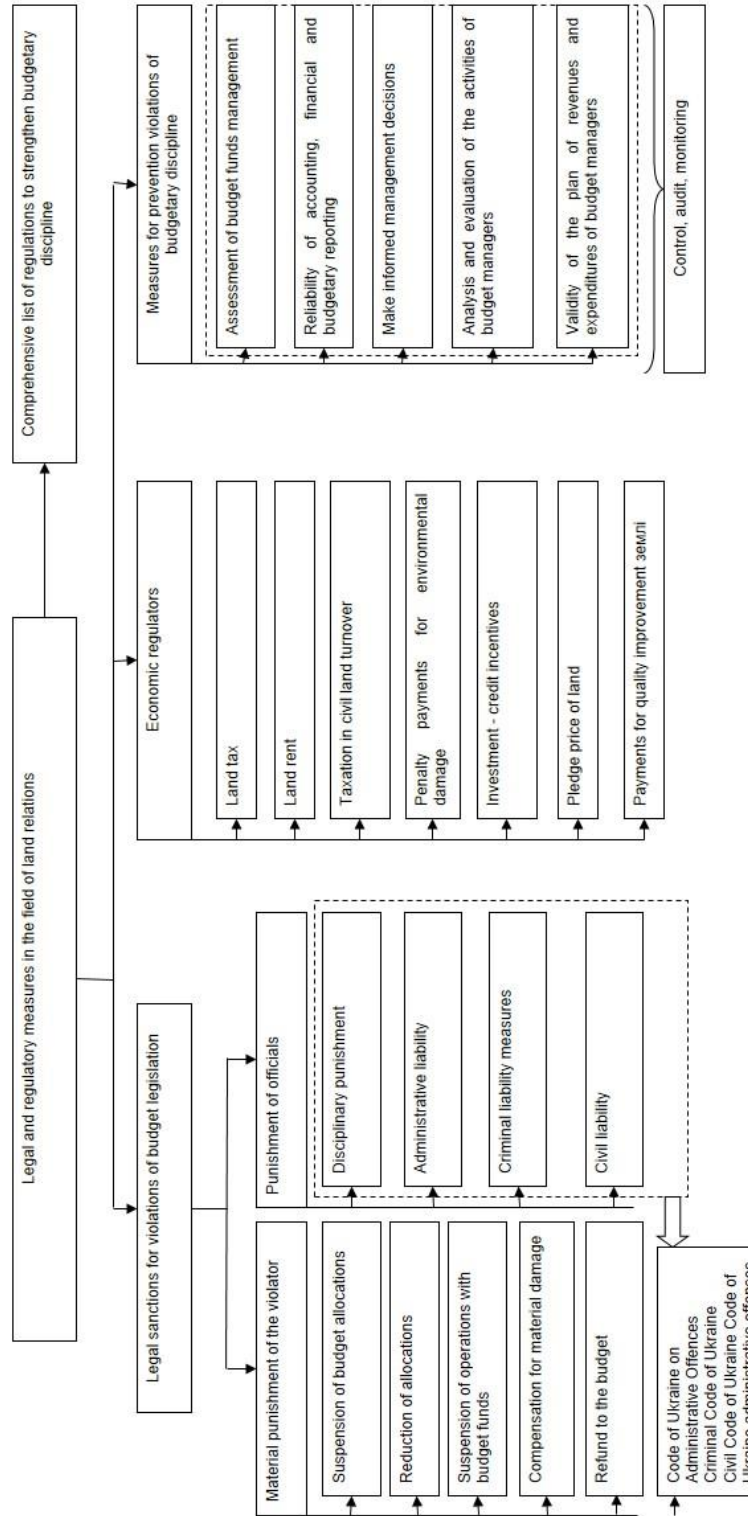 Legal and regulatory measures in the field of land relations
Comprehensive list of regulations to strengthen budgetary
discipline
Legal sanctions for violations of budget legislation
Economic regulators
Measures for prevention violations of
budgetary discipline
Material punishment of the violator
Suspension of budget allocations
Reduction of allocations
Suspension of operations with
budget funds
Compensation for material damage
Refund to the budget
Code of Ukraine on
Administrative Offences
Criminal Code of Ukraine
Civil Code of Ukraine Code of
Ukraine administrative offences
Punishment of officials
Disciplinary punishment
Administrative liability
Criminal liability measures
Civil liability
Land tax
Land rent
Taxation in civil land turnover
Penalty payments for environmental
damage
Investment - credit incentives
Pledge price of land
Payments for quality improvement землі
Assessment of budget funds management
Reliability of accounting, financial and
budgetary reporting
Make informed management decisions
Analysis and evaluation of the activities of
budget managers
Validity of the plan of revenues and
expenditures of budget managers
Control, audit, monitoring